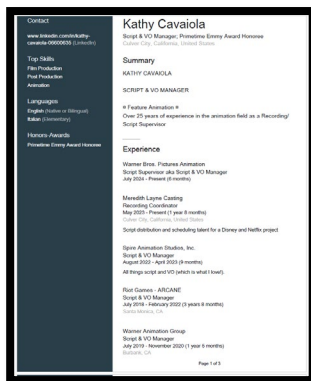 Contact
www.linkedin.com/in/kathy-
cavaiola-09800035 (LinkedIn)
Top Skills
Film Production
Post Production
Animation
Languages
English (Native or Bilingual)
Italian (Elementary)
Honors-Awards
Primetime Emmy Award Honoree
Kathy Cavaiola
Script & VO Manager; Primetime Emmy Award Honoree
Culver City, California, United States
Summary
KATHY CAVAIOLA
SCRIPT & VO MANAGER
¤ Feature Animation ¤
Over 25 years of experience in the animation field as a Recording/
Script Supervisor
Experience
Warner Bros. Pictures Animation
Script Supervisor aka Script & VO Manager
July 2024 - Present (6 months)
Meredith Layne Casting
Recording Coordinator
May 2023 - Present (1 year 8 months)
Culver City, California, United States
Script distribution and scheduling talent for a Disney and Netflix project
Spire Animation Studios, Inc.
Script & VO Manager
August 2022 - April 2023 (9 months)
All things script and VO (which is what I love!).
Riot Games - ARCANE
Script & VO Manager
July 2018 - February 2022 (3 years 8 months)
Santa Monica, CA.
Warner Animation Group
Script & VO Manager
July 2019 - November 2020 (1 year 5 months)
Burbank, CA
Page 1 of 3